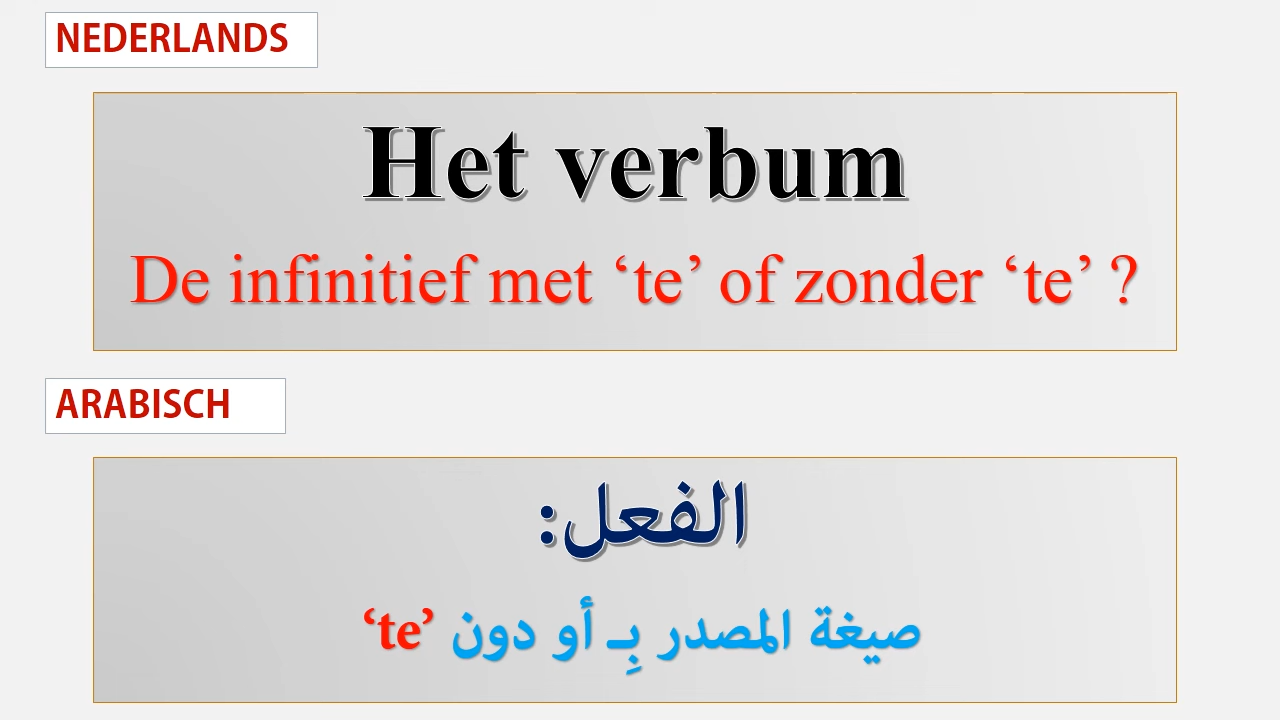 NEDERLANDS
Het verbum
De infinitief met ‘te’ of zonder ‘te’ ?
ARABISCH
الفعل:
صيغة المصدر بِـ أو دون ‘te’